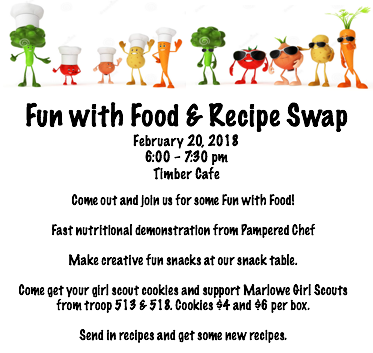 Fun with Food & Recipe Swap
February 20, 2018
6:00 - 7:30 pm
Timber Cafe
Come out and join us for some Fun with Food!
Fast nutritional demonstration from Pampered Chef
Make creative fun snacks at our snack table.
Come get your girl scout cookies and support Marlowe Girl Scouts
from troop 513 & 518. Cookies $4 and $6 per box.
Send in recipes and get some new recipes.